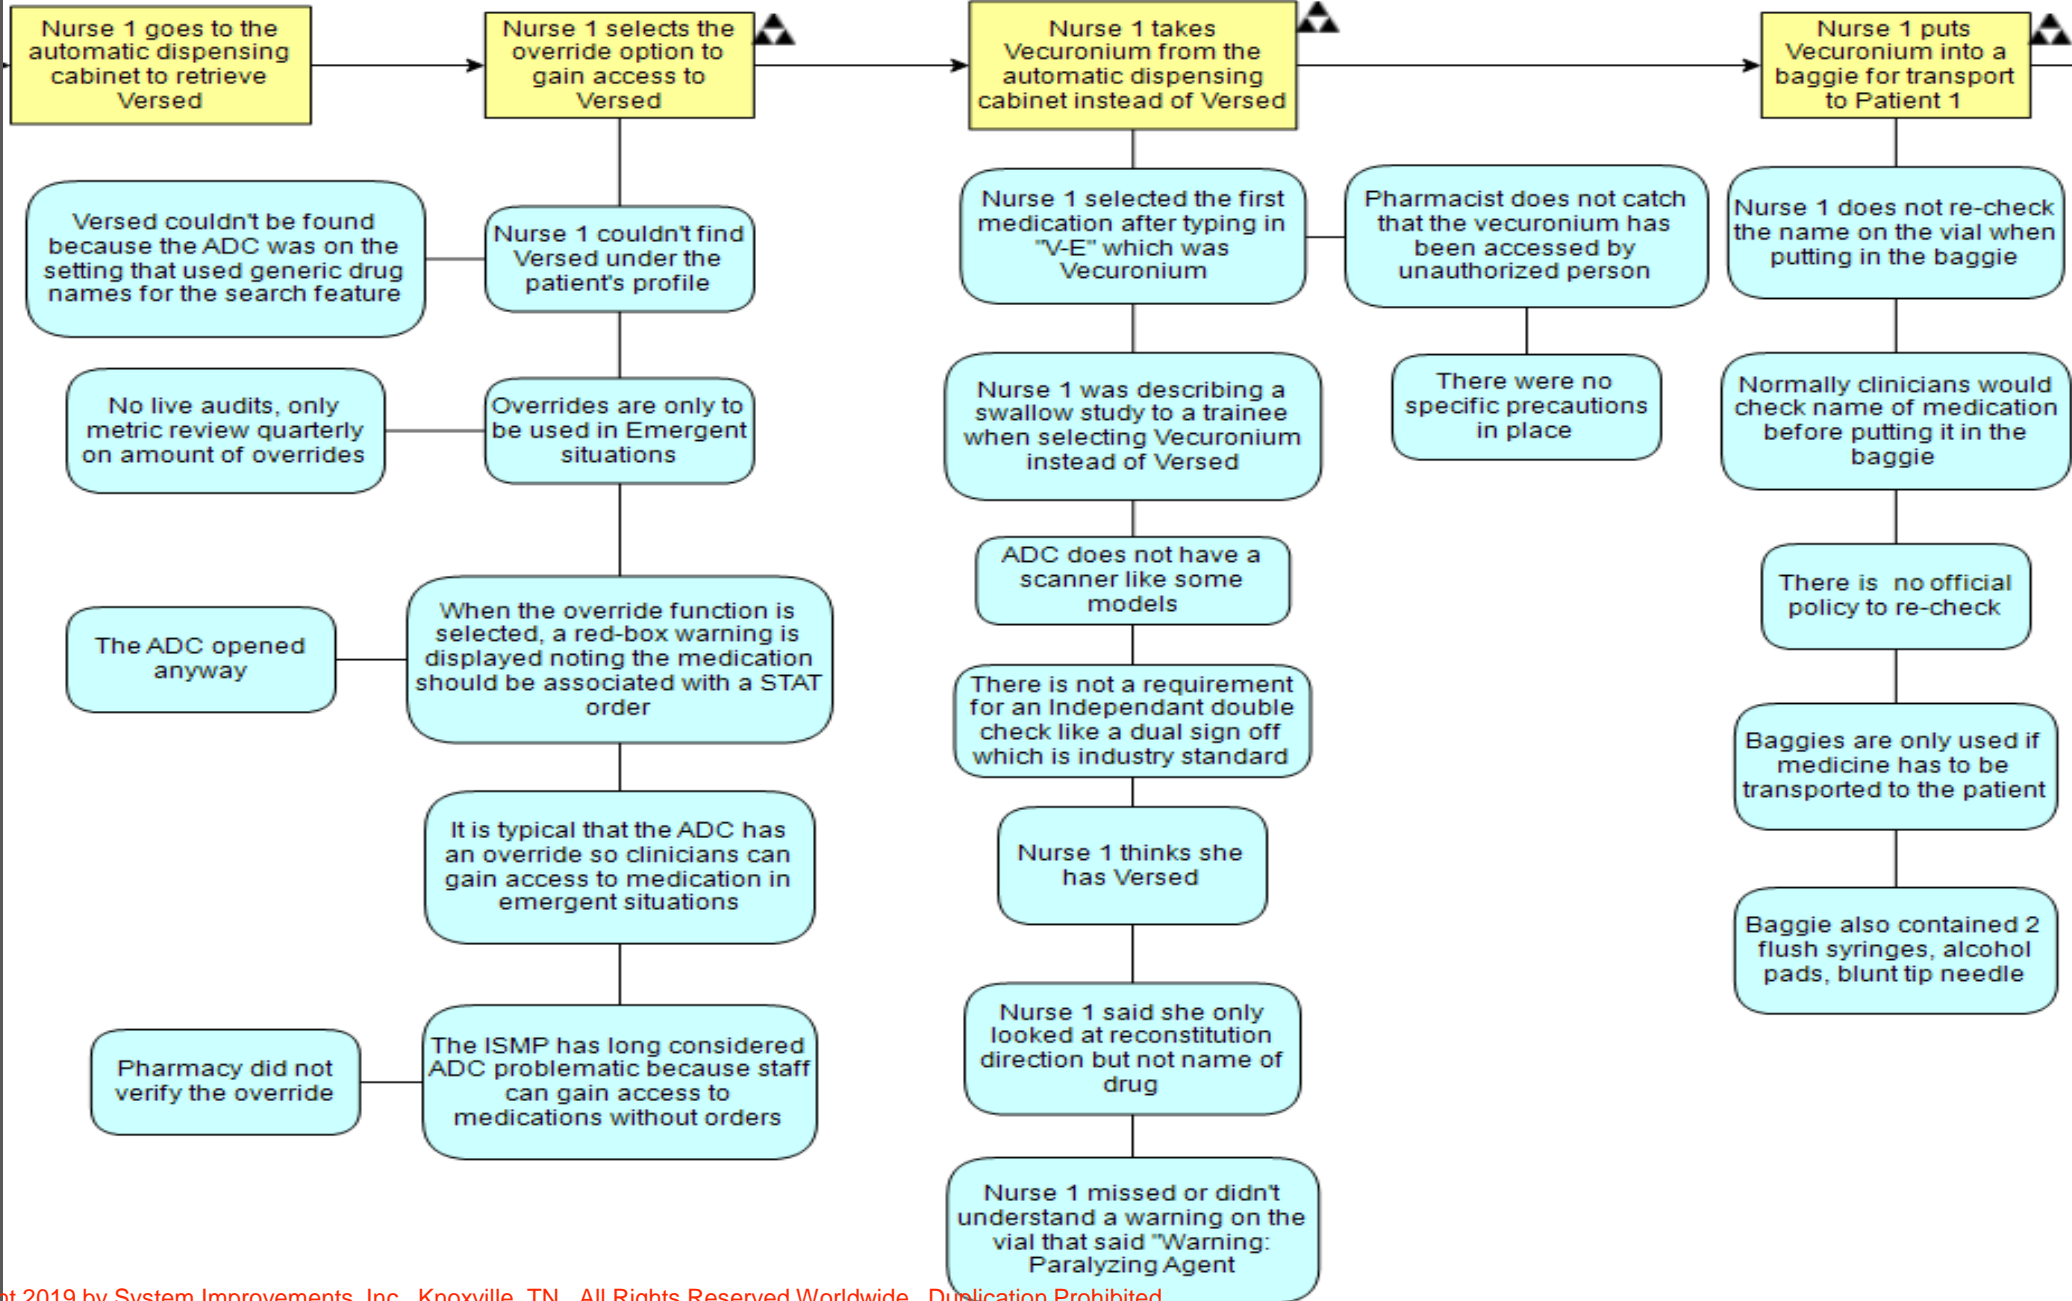 Nurse 1 goes to the
automatic dispensing
cabinet to retrieve
Versed
Nurse 1 selects the
override option to
gain access to
Versed
Nurse 1 takes
Vecuronium from the
automatic dispensing
cabinet instead of Versed
Nurse 1 puts
Vecuronium into a
baggie for transport
to Patient 1
Versed couldn't be found
because the ADC was on the
setting that used generic drug
names for the search feature
Nurse 1 couldn't find
Versed under the
patient's profile
Nurse 1 selected the first
medication after typing in
"V-E" which was
Vecuronium
Pharmacist does not catch
that the vecuronium has
been accessed by
unauthorized person
Nurse 1 does not re-check
the name on the vial when
putting in the baggie
No live audits, only
metric review quarterly
on amount of overrides
Overrides are only to
be used in Emergent
situations
Nurse 1 was describing a
swallow study to a trainee
when selecting Vecuronium
instead of Versed
There were no
specific precautions
in place
Normally clinicians would
check name of medication
before putting it in the
baggie
The ADC opened
anyway
When the override function is
selected, a red-box warning is
displayed noting the medication
should be associated with a STAT
order
ADC does not have a
scanner like some
models
There is no official
policy to re-check
There is not a requirement
for an Independant double
check like a dual sign off
which is industry standard
Baggies are only used if
medicine has to be
transported to the patient
It is typical that the ADC has
an override so clinicians can
gain access to medication in
emergent situations
Nurse 1 thinks she
has Versed
Baggie also contained 2
flush syringes, alcohol
pads, blunt tip needle
Pharmacy did not
verify the override
The ISMP has long considered
ADC problematic because staff
can gain access to
medications without orders
Nurse 1 said she only
looked at reconstitution
direction but not name of
drug
Nurse 1 missed or didn't
understand a warning on the
vial that said "Warning:
Paralyzing Agent
ht 2019 by System Improvements, Inc., Knoxville, TN. All Rights Reserved Worldwide. Duplication Prohibited.